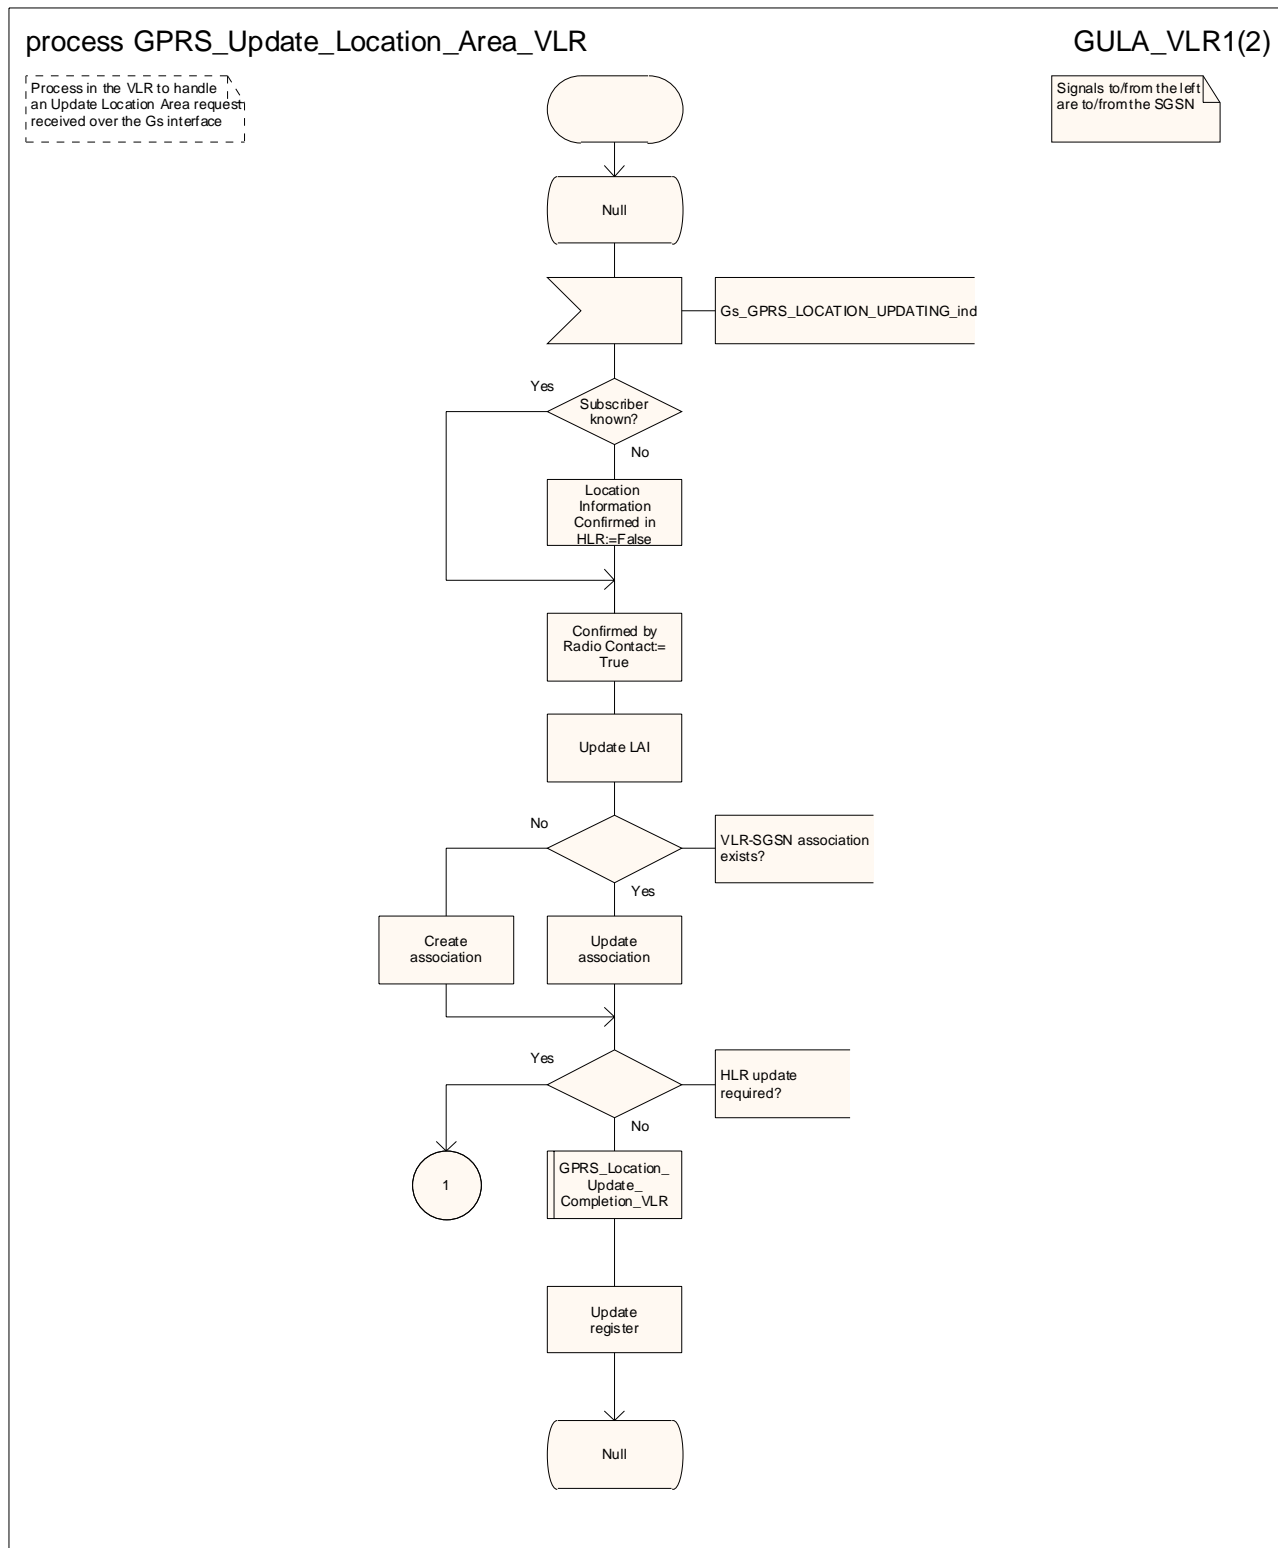 process GPRS_Update_Location_Area_VLR
GULA_VLR1(2)
Process in the VLR to handle
an Update Location Area request
received over the Gs interface
Signals to/from the left
are to/from the SGSN
Null
Gs_GPRS_LOCATION_UPDATING_ind
Yes
Subscriber
known?
No
Location
Information
Confirmed in
HLR:=False
Confirmed by
Radio Contact:=
True
Update LAI
No
VLR-SGSN association
exists?
Yes
Create
association
Update
association
Yes
HLR update
required?
No
1
GPRS_Location_
Update_
Completion_VLR
Update
register
Null